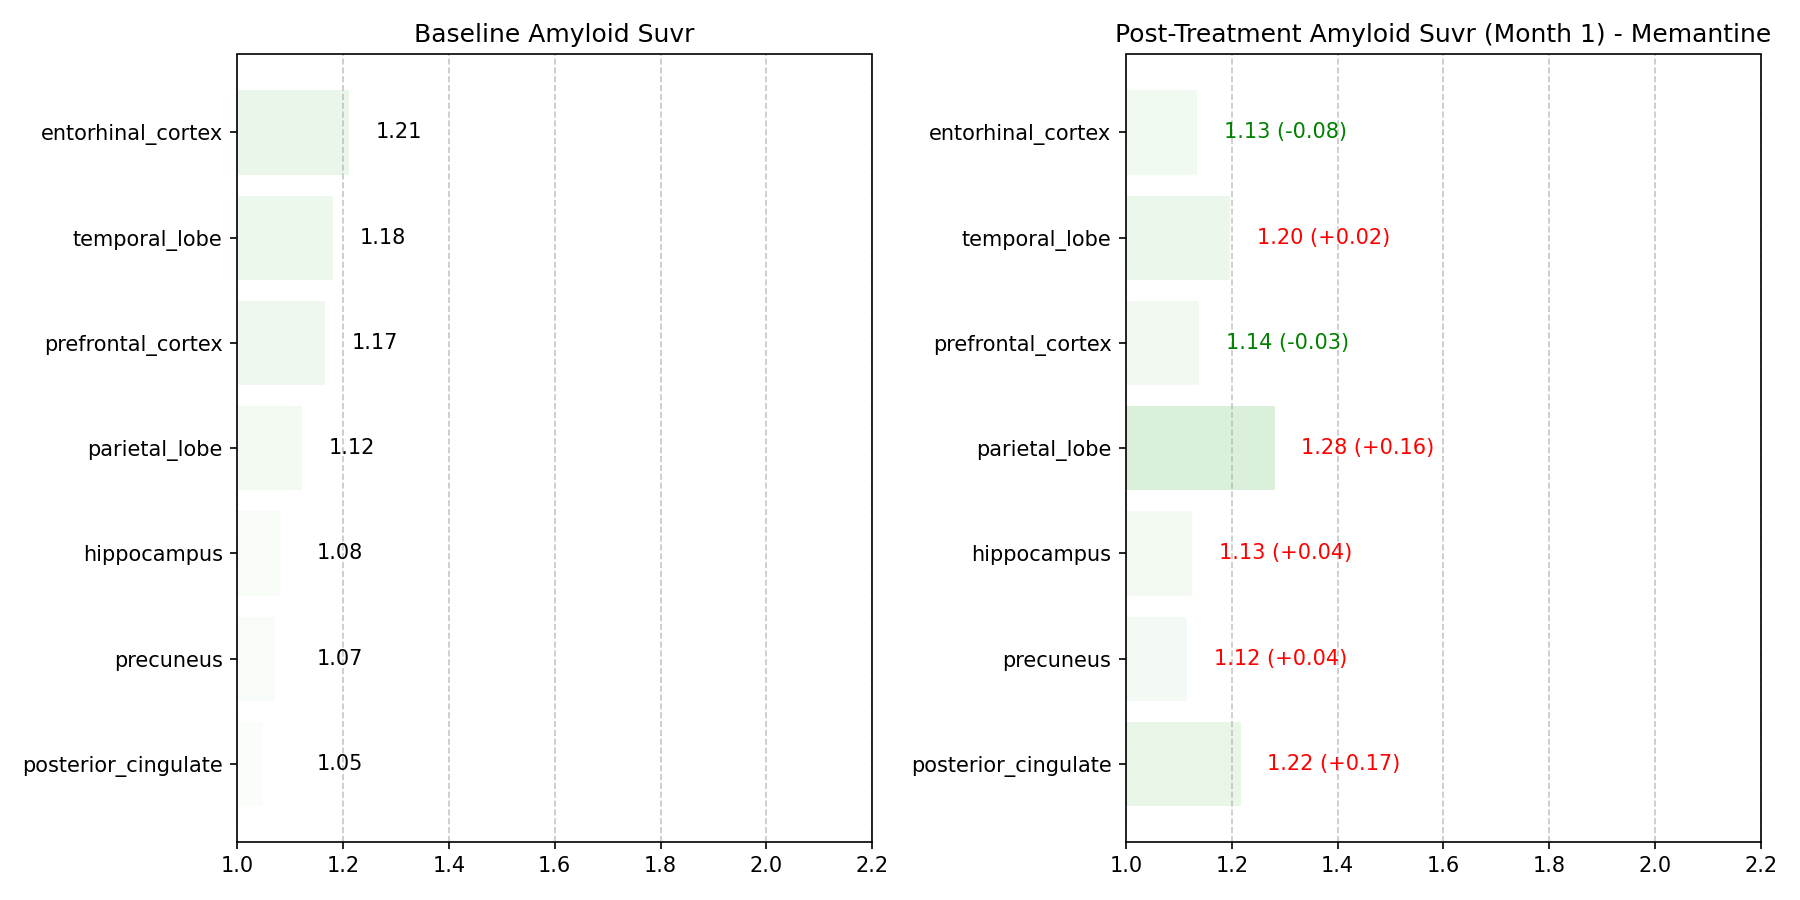 Baseline Amyloid Suvr
entorhinal_cortex 1.21
temporal_lobe 1.18
prefrontal_cortex 1.17
parietal_lobe 1.12
hippocampus 1.08
precuneus 1.07
posterior_cingulate 1.05
1.0 1.2 1.4 1.6 1.8 2.0 2.2
Post-Treatment Amyloid Suvr (Month 1) - Memantine
entorhinal_cortex 1.13 (-0.08)
temporal_lobe 1.20 (+0.02)
prefrontal_cortex 1.14 (-0.03)
parietal_lobe 1.28 (+0.16)
hippocampus 1.13 (+0.04)
precuneus 1.12 (+0.04)
posterior_cingulate 1.22 (+0.17)
1.0 1.2 1.4 1.6 1.8 2.0 2.2